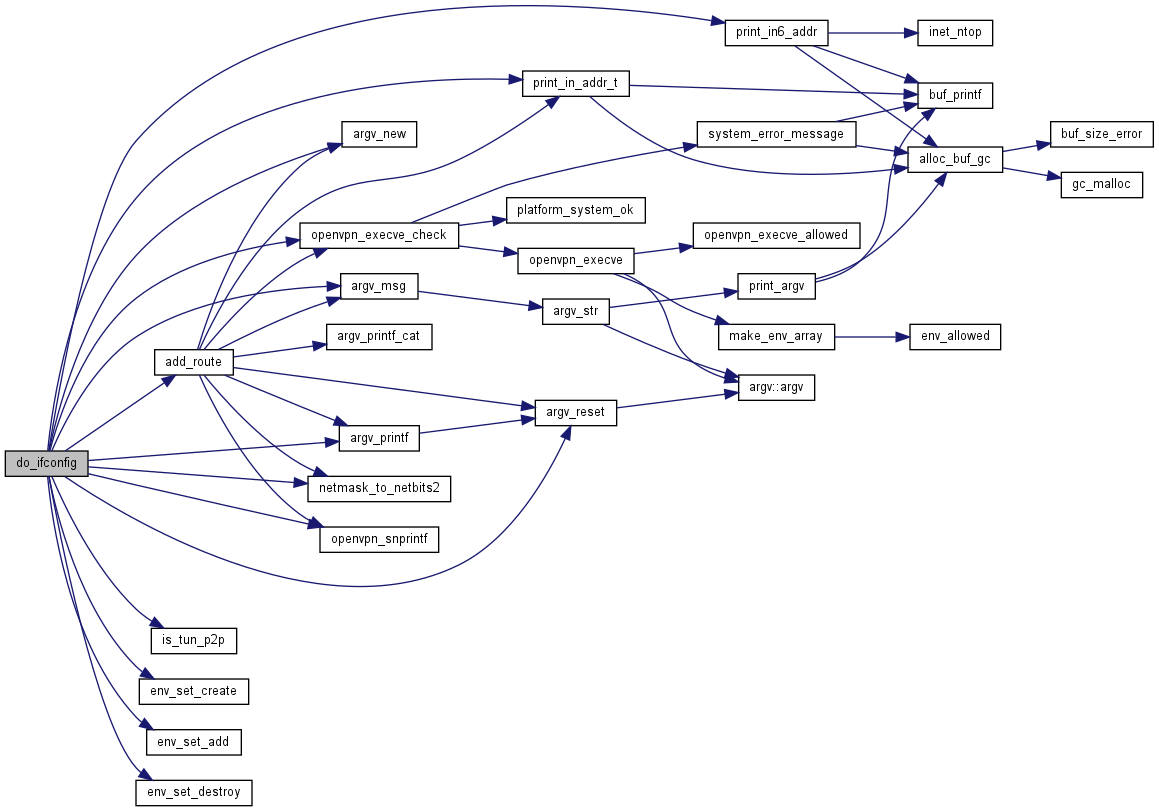 print_in6_addr
inet_ntop
print_in_addr_t
buf_printf
argv_new
system_error_message
buf_size_error
alloc_buf_gc
gc_malloc
platform_system_ok
openvpn_execve_check
openvpn_execve_allowed
openvpn_execve
argv_msg
print_argv
argv_str
argv_printf_cat
make_env_array
env_allowed
add_route
argv::argv
argv_reset
argv_printf
do_ifconfig
netmask_to_netbits2
openvpn_snprintf
is_tun_p2p
env_set_create
env_set_add
env_set_destroy